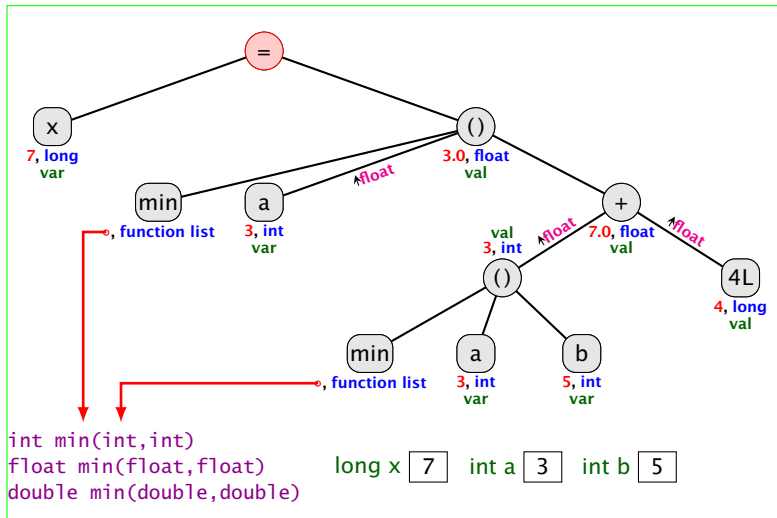 =
x
7, long
var
()
3.0, float
val
float
min
, function list
a
3, int
var
+
7.0, float
val
float
float
val
3, int
()
4L
4, long
val
min
, function list
a
3, int
var
b
5, int
var
int min(int,int)
float min(float,float)
double min(double,double)
long x 7 int a 3 int b 5